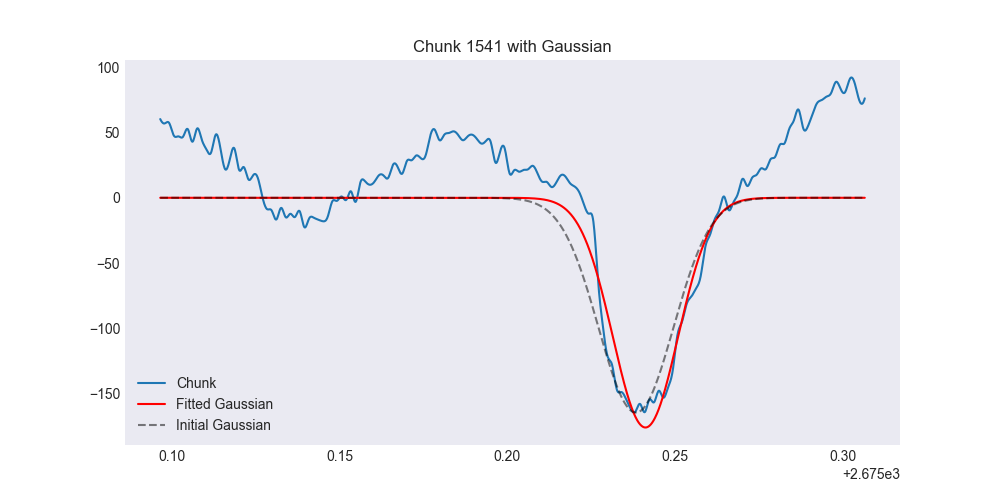 Chunk 1541 with Gaussian
100
50
0
−50
−100
−150
Chunk
Fitted Gaussian
Initial Gaussian
0.10 0.15 0.20 0.25 0.30
+2.675e3